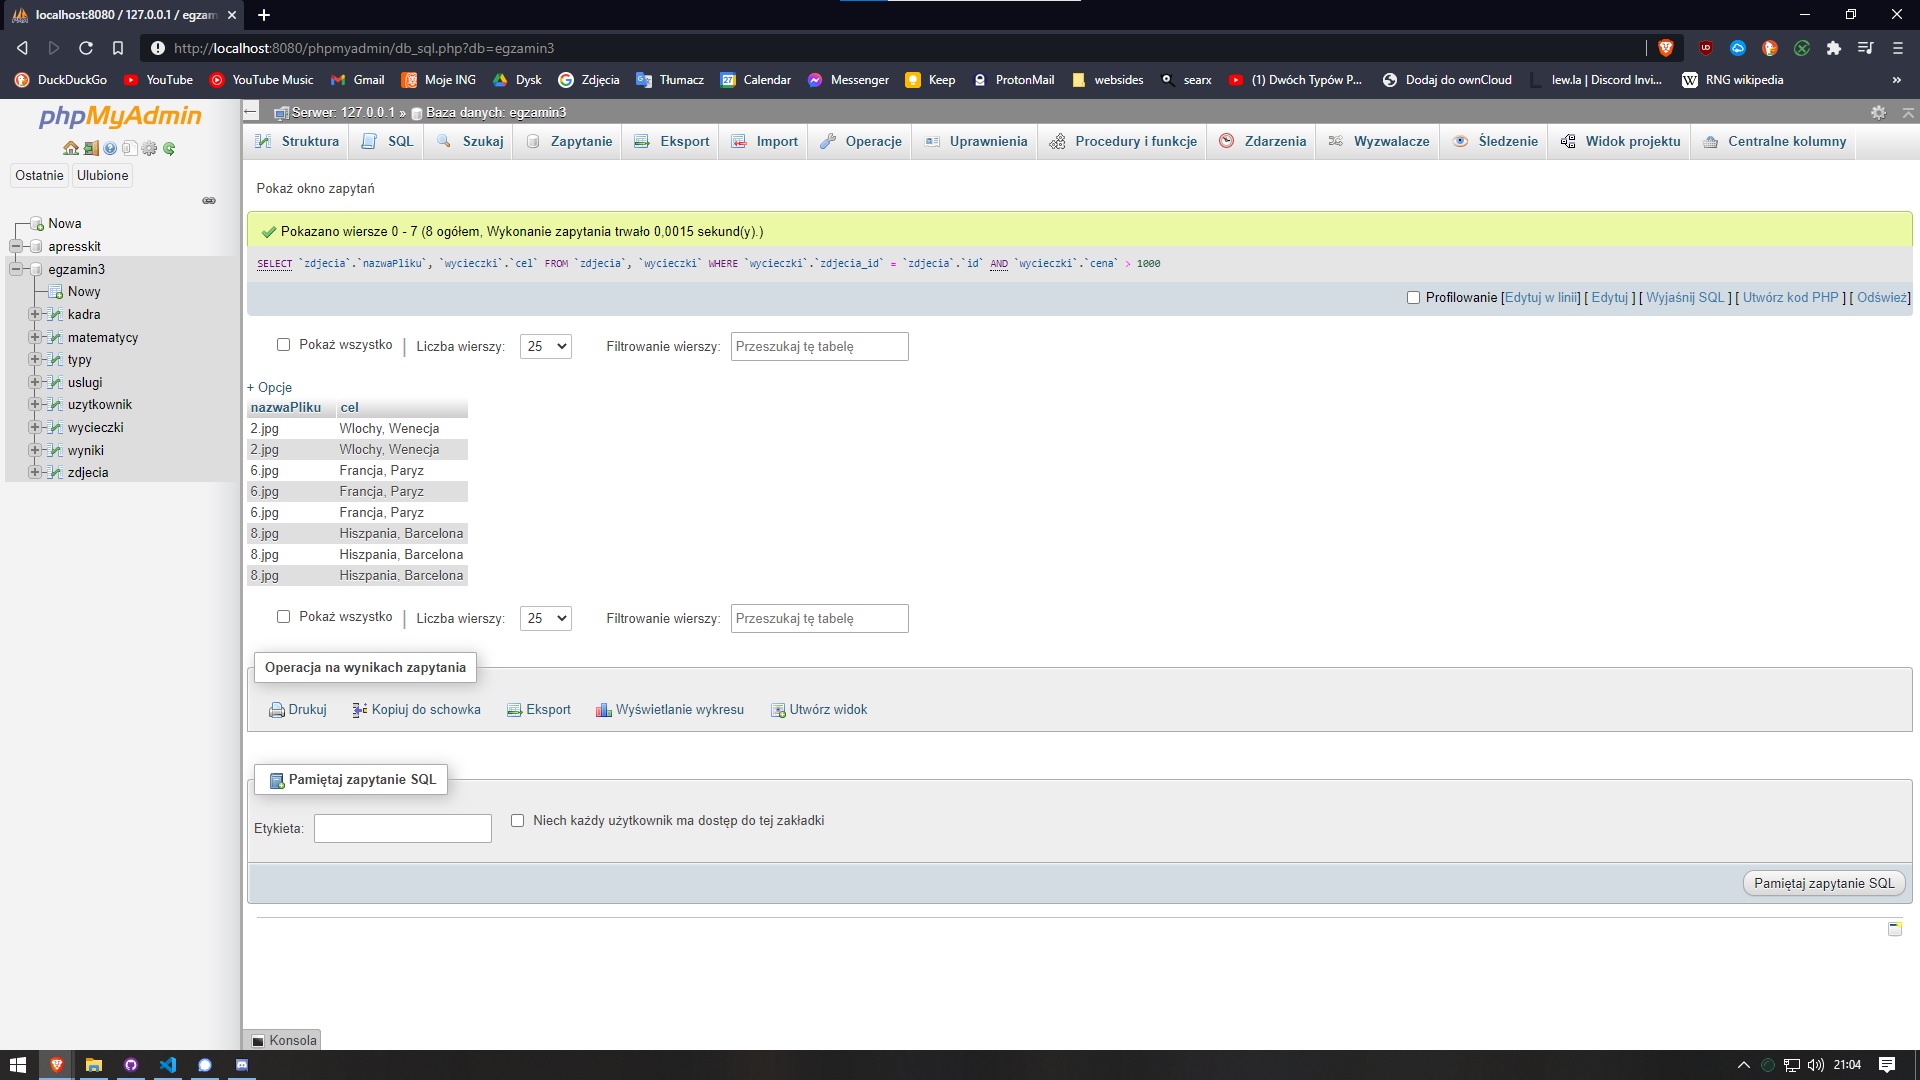 localhost:8080 / 127.0.0.1 / egzam
http://localhost:8080/phpmyadmin/db_sql.php?db=egzamin3
DuckDuckGo YouTube YouTube Music Gmail Moje ING Dysk Zdjęcia Tłumacz Calendar Messenger Keep ProtonMail websides searx (1) Dwóch Typów P... Dodaj do ownCloud lew.la | Discord Invi... RNG wikipedia »
phpMyAdmin
Ostatnie Ulubione
Nowa
apresskit
egzamin3
Nowy
kadra
matematycy
typy
uslugi
uzytkownik
wycieczki
wyniki
zdjecia
Serwer: 127.0.0.1 » Baza danych: egzamin3
Struktura SQL Szukaj Zapytanie Eksport Import Operacje Uprawnienia Procedury i funkcje Zdarzenia Wyzwalacze Śledzenie Widok projektu Centralne kolumny
Pokaż okno zapytań
Pokazano wiersze 0 - 7 (8 ogółem, Wykonanie zapytania trwało 0,0015 sekund(y).)
SELECT `zdjecia`.`nazwaPliku`, `wycieczki`.`cel` FROM `zdjecia`, `wycieczki` WHERE `wycieczki`.`zdjecia_id` = `zdjecia`.`id` AND `wycieczki`.`cena` > 1000
Profilowanie [Edytuj w linii] [ Edytuj ] [ Wyjaśnij SQL ] [ Utwórz kod PHP ] [ Odśwież]
Pokaż wszystko | Liczba wierszy: 25 Filtrowanie wierszy: Przeszukaj tę tabelę
+ Opcje
nazwaPliku cel
2.jpg Wlochy, Wenecja
2.jpg Wlochy, Wenecja
6.jpg Francja, Paryz
6.jpg Francja, Paryz
6.jpg Francja, Paryz
8.jpg Hiszpania, Barcelona
8.jpg Hiszpania, Barcelona
8.jpg Hiszpania, Barcelona
Pokaż wszystko | Liczba wierszy: 25 Filtrowanie wierszy: Przeszukaj tę tabelę
Operacja na wynikach zapytania
Drukuj Kopiuj do schowka Eksport Wyświetlanie wykresu Utwórz widok
Pamiętaj zapytanie SQL
Etykieta: Niech każdy użytkownik ma dostęp do tej zakładki
Pamiętaj zapytanie SQL
Konsola
21:04